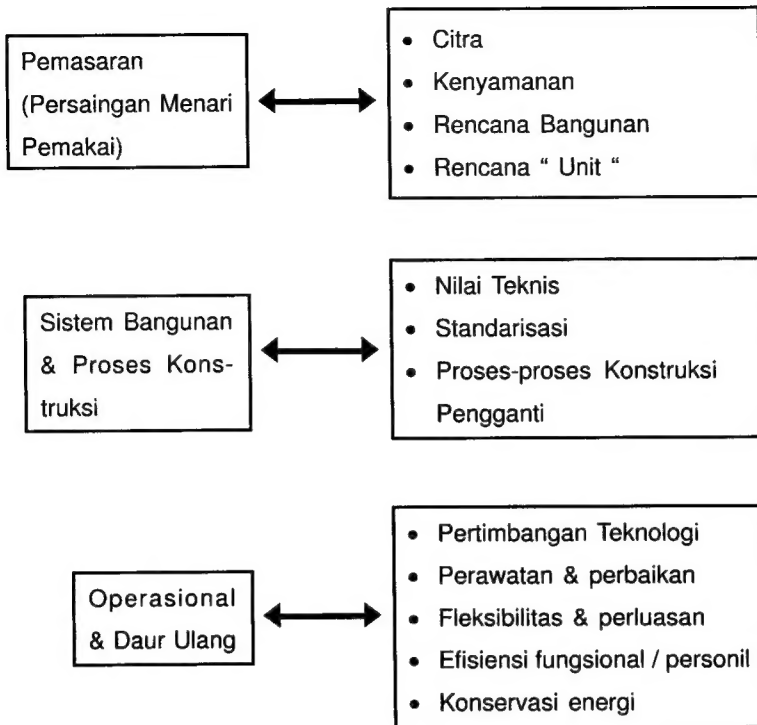 Pemasaran
(Persaingan Menari
Pemakai)
• Citra
• Kenyamanan
• Rencana Bangunan
• Rencana “ Unit “
Sistem Bangunan
& Proses Kons-
truksi
• Nilai Teknis
• Standarisasi
• Proses-proses Konstruksi
Pengganti
Operasional
& Daur Ulang
• Pertimbangan Teknologi
• Perawatan & perbaikan
• Fleksibilitas & perluasan
• Efisiensi fungsional / personil
• Konservasi energi